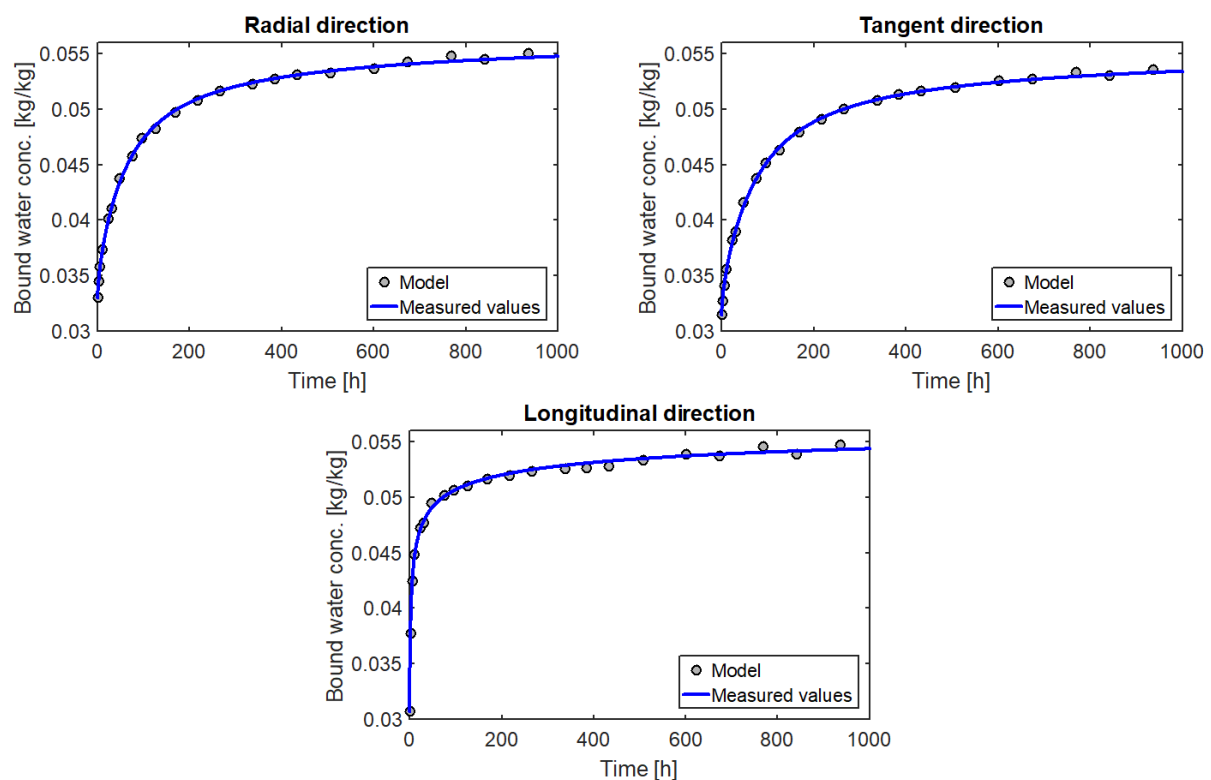 Radial direction
Bound water conc. [kg/kg]
0.055
0.05
0.045
0.04
0.035
0.03
Model
Measured values
0 200 400 600 800 1000
Time [h]
Tangent direction
Bound water conc. [kg/kg]
0.055
0.05
0.045
0.04
0.035
0.03
Model
Measured values
0 200 400 600 800 1000
Time [h]
Longitudinal direction
Bound water conc. [kg/kg]
0.055
0.05
0.045
0.04
0.035
0.03
Model
Measured values
0 200 400 600 800 1000
Time [h]